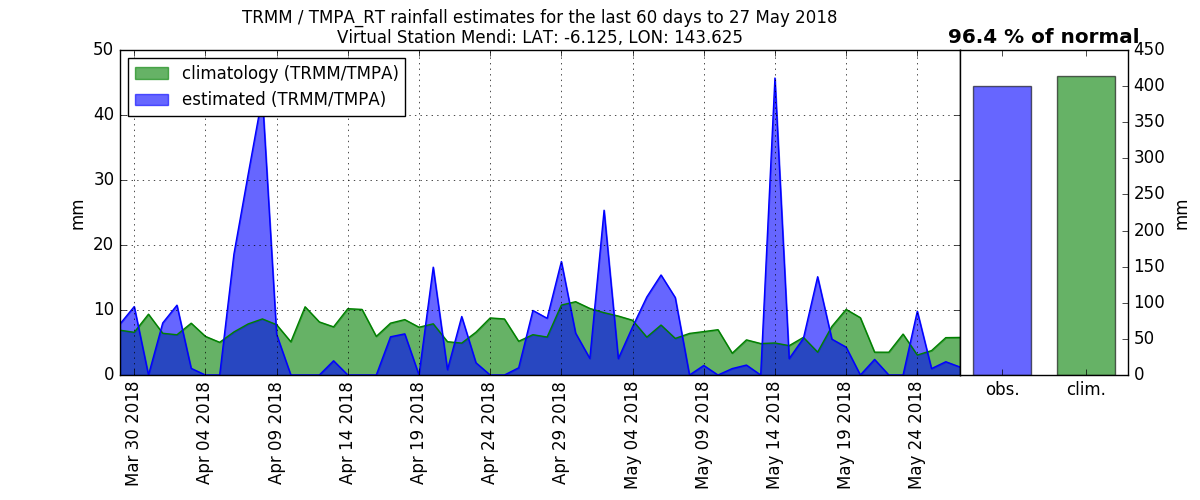 TRMM / TMPA_RT rainfall estimates for the last 60 days to 27 May 2018
Virtual Station Mendi: LAT: -6.125, LON: 143.625
96.4 % of normal
climatology (TRMM/TMPA)
estimated (TRMM/TMPA)
mm
50
40
30
20
10
0
Mar 30 2018
Apr 04 2018
Apr 09 2018
Apr 14 2018
Apr 19 2018
Apr 24 2018
Apr 29 2018
May 04 2018
May 09 2018
May 14 2018
May 19 2018
May 24 2018
obs.
clim.
450
400
350
300
250
200
150
100
50
0
mm